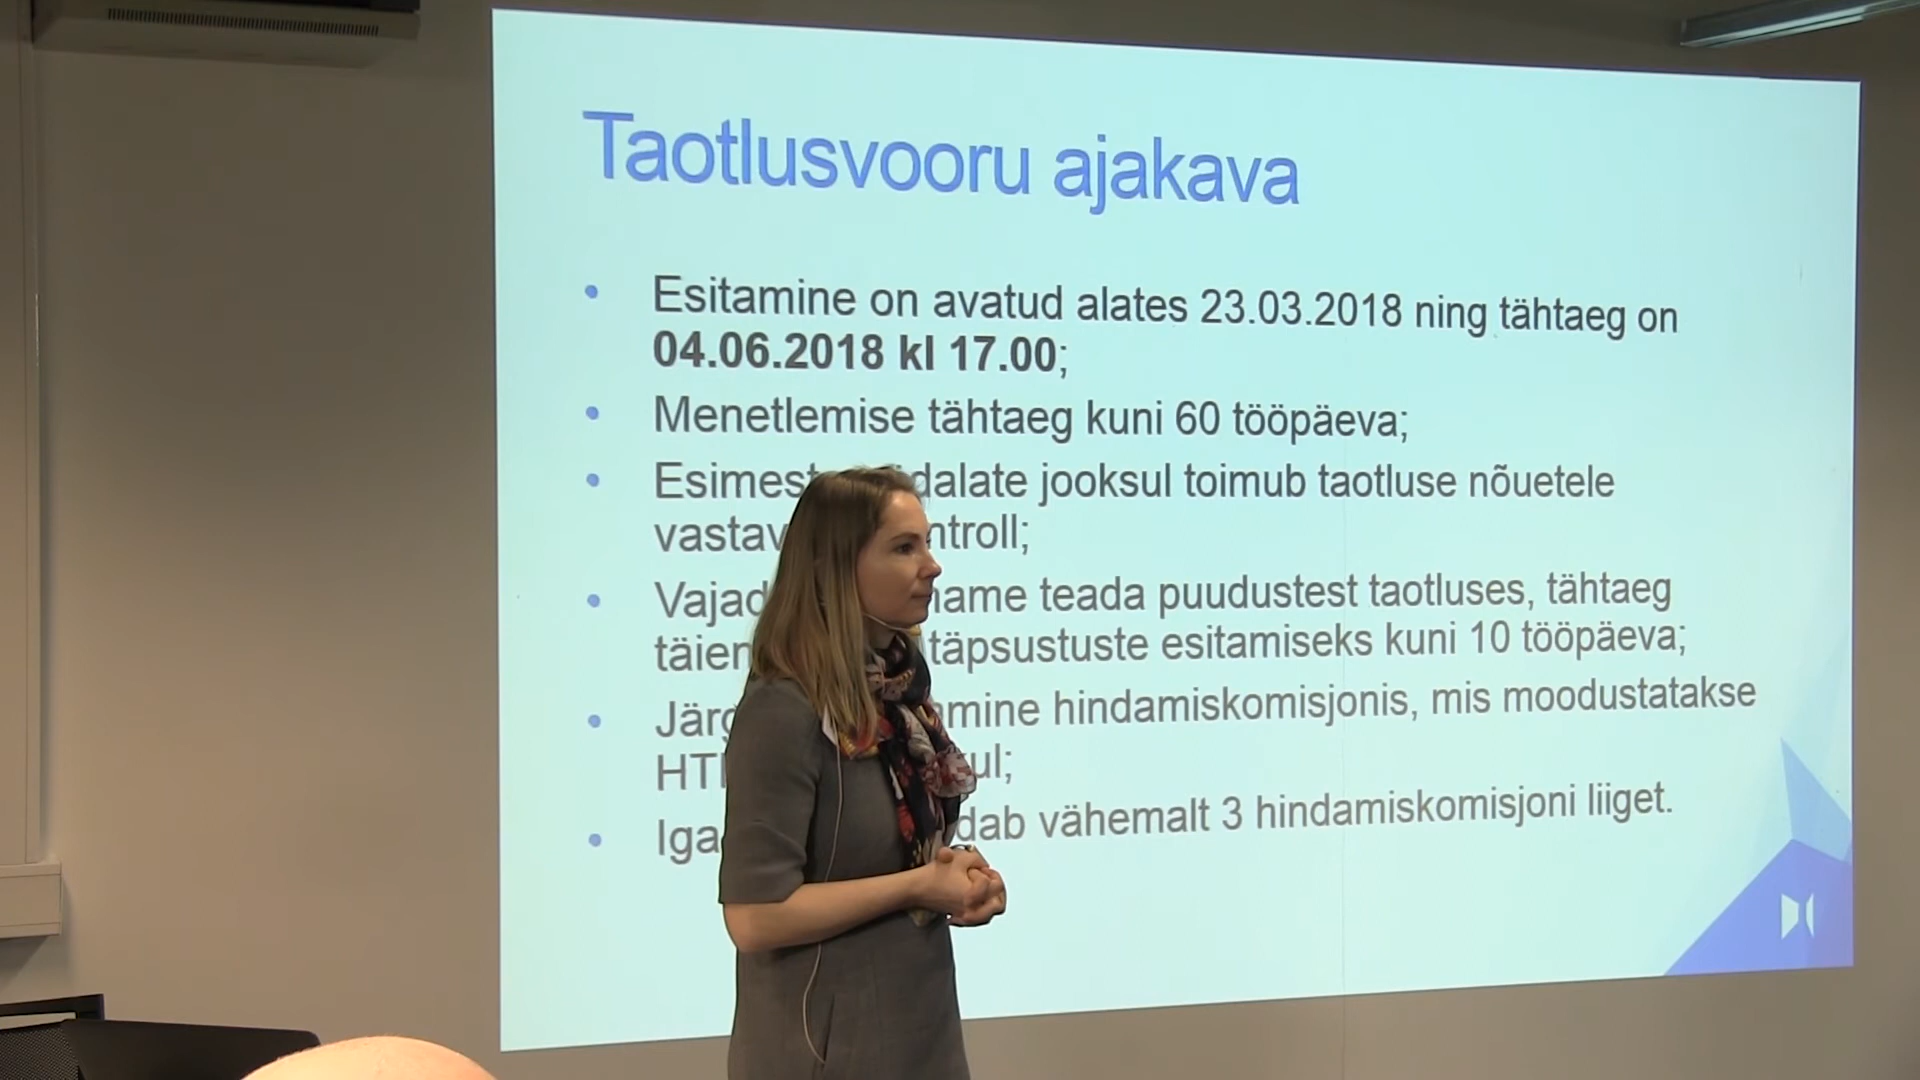 Taotlusvooru ajakava
Esitamine on avatud alates 23.03.2018 ning tähtaeg on
04.06.2018 kl 17.00;
Menetlemise tähtaeg kuni 60 tööpäeva;
jooksul toimub taotluse nõuetele
teada puudustest taotluses, tähtaeg
täpsustuste esitamiseks kuni 10 tööpäeva;
hindamiskomisjonis, mis moodustatakse
vähemalt 3 hindamiskomisjoni liiget.